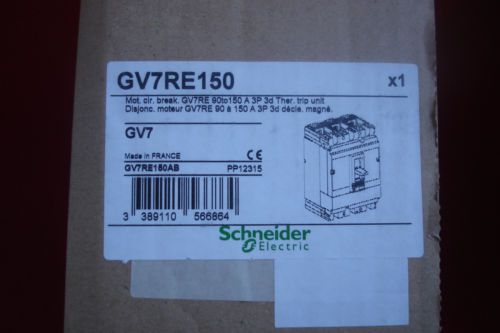 GV7RE150 x1
Mot. cir. break. GV7RE 90to150 A 3P 3d Ther. trip unit
Disjonc. moteur GV7RE 90 à 150 A 3P 3d décle. magné.
GV7
Made in FRANCE CE
GV7RE150AB PP12315
3 389110 566864
Schneider
Electric